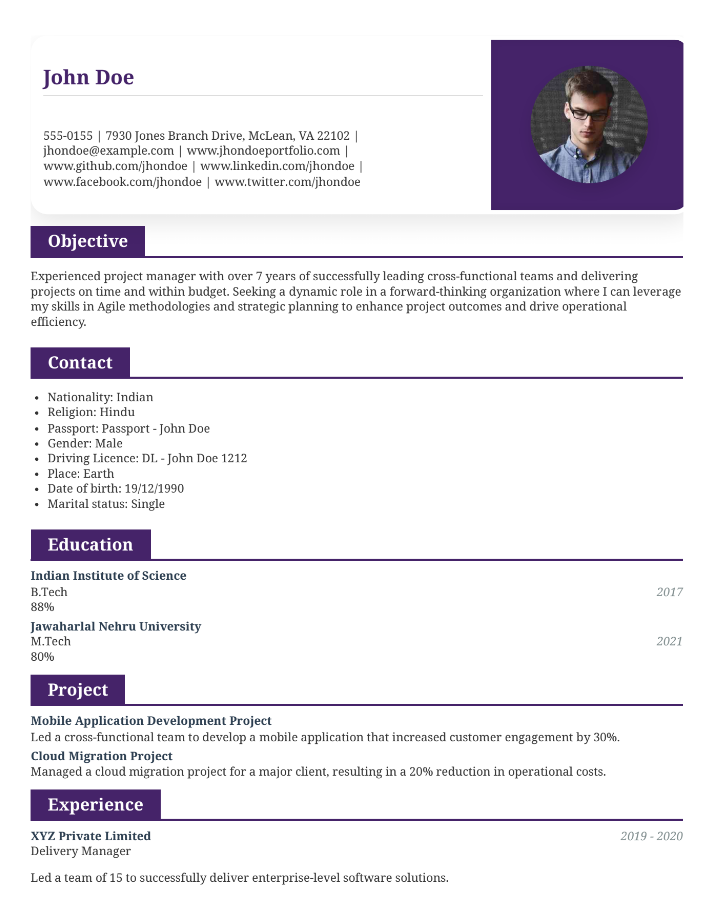 John Doe
555-0155 | 7930 Jones Branch Drive, McLean, VA 22102 |
jhondoe@example.com | www.jhondoeportfolio.com |
www.github.com/jhondoe | www.linkedin.com/jhondoe |
www.facebook.com/jhondoe | www.twitter.com/jhondoe
Objective
Experienced project manager with over 7 years of successfully leading cross-functional teams and delivering
projects on time and within budget. Seeking a dynamic role in a forward-thinking organization where I can leverage
my skills in Agile methodologies and strategic planning to enhance project outcomes and drive operational
efficiency.
Contact
• Nationality: Indian
• Religion: Hindu
• Passport: Passport - John Doe
• Gender: Male
• Driving Licence: DL - John Doe 1212
• Place: Earth
• Date of birth: 19/12/1990
• Marital status: Single
Education
Indian Institute of Science
B.Tech 2017
88%
Jawaharlal Nehru University
M.Tech 2021
80%
Project
Mobile Application Development Project
Led a cross-functional team to develop a mobile application that increased customer engagement by 30%.
Cloud Migration Project
Managed a cloud migration project for a major client, resulting in a 20% reduction in operational costs.
Experience
XYZ Private Limited 2019 - 2020
Delivery Manager
Led a team of 15 to successfully deliver enterprise-level software solutions.